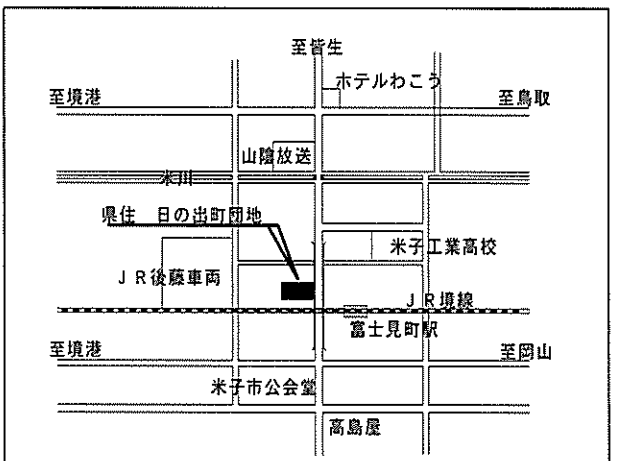 至皆生
ホテルわこう
至境港
至鳥取
山陰放送
米川
県住　日の出町団地
米子工業高校
ＪＲ後藤車両
ＪＲ境線
富士見町駅
至境港
至岡山
米子市公会堂
高島屋